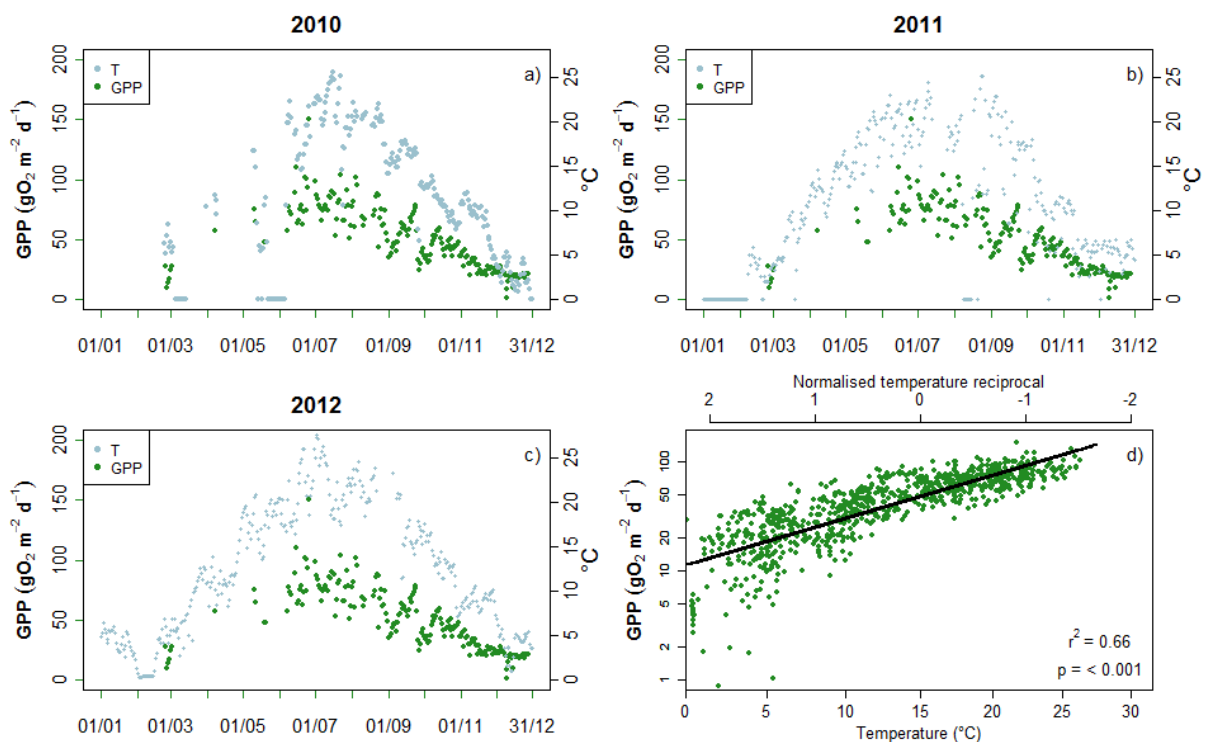 2010
T
GPP
a)
GPP (gO₂ m⁻² d⁻¹)
200
150
100
50
0
25
20
15
10
5
0
°C
01/01 01/03 01/05 01/07 01/09 01/11 31/12
2011
T
GPP
b)
GPP (gO₂ m⁻² d⁻¹)
200
150
100
50
0
25
20
15
10
5
0
°C
01/01 01/03 01/05 01/07 01/09 01/11 31/12
2012
T
GPP
c)
GPP (gO₂ m⁻² d⁻¹)
200
150
100
50
0
25
20
15
10
5
0
°C
01/01 01/03 01/05 01/07 01/09 01/11 31/12
Normalised temperature reciprocal
2 1 0 -1 -2
d)
GPP (gO₂ m⁻² d⁻¹)
100
50
20
10
5
2
1
r² = 0.66
p = < 0.001
0 5 10 15 20 25 30
Temperature (°C)